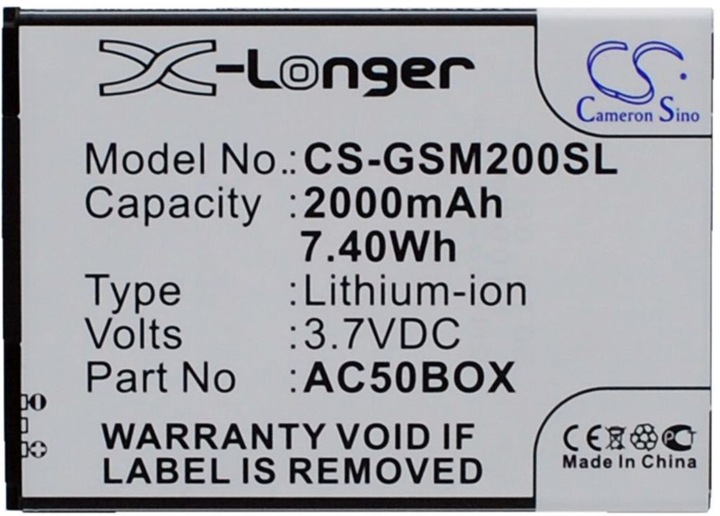 X-Longer
CS
Cameron Sino
Model No.: CS-GSM200SL
Capacity : 2000mAh
7.40Wh
Type : Lithium-ion
Volts : 3.7VDC
Part No : AC50BOX
WARRANTY VOID IF
LABEL IS REMOVED
CE
Made In China